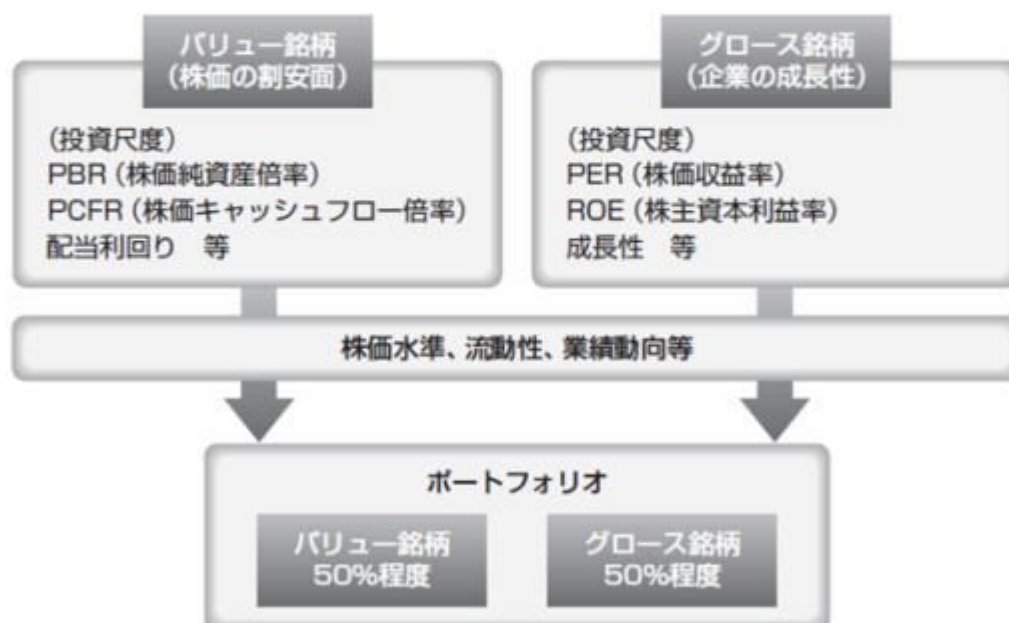 バリュー銘柄
（株価の割安面）
（投資尺度）
PBR（株価純資産倍率）
PCFR（株価キャッシュフロー倍率）
配当利回り　等
グロース銘柄
（企業の成長性）
（投資尺度）
PER（株価収益率）
ROE（株主資本利益率）
成長性　等
株価水準、流動性、業績動向等
ポートフォリオ
バリュー銘柄
50%程度
グロース銘柄
50%程度